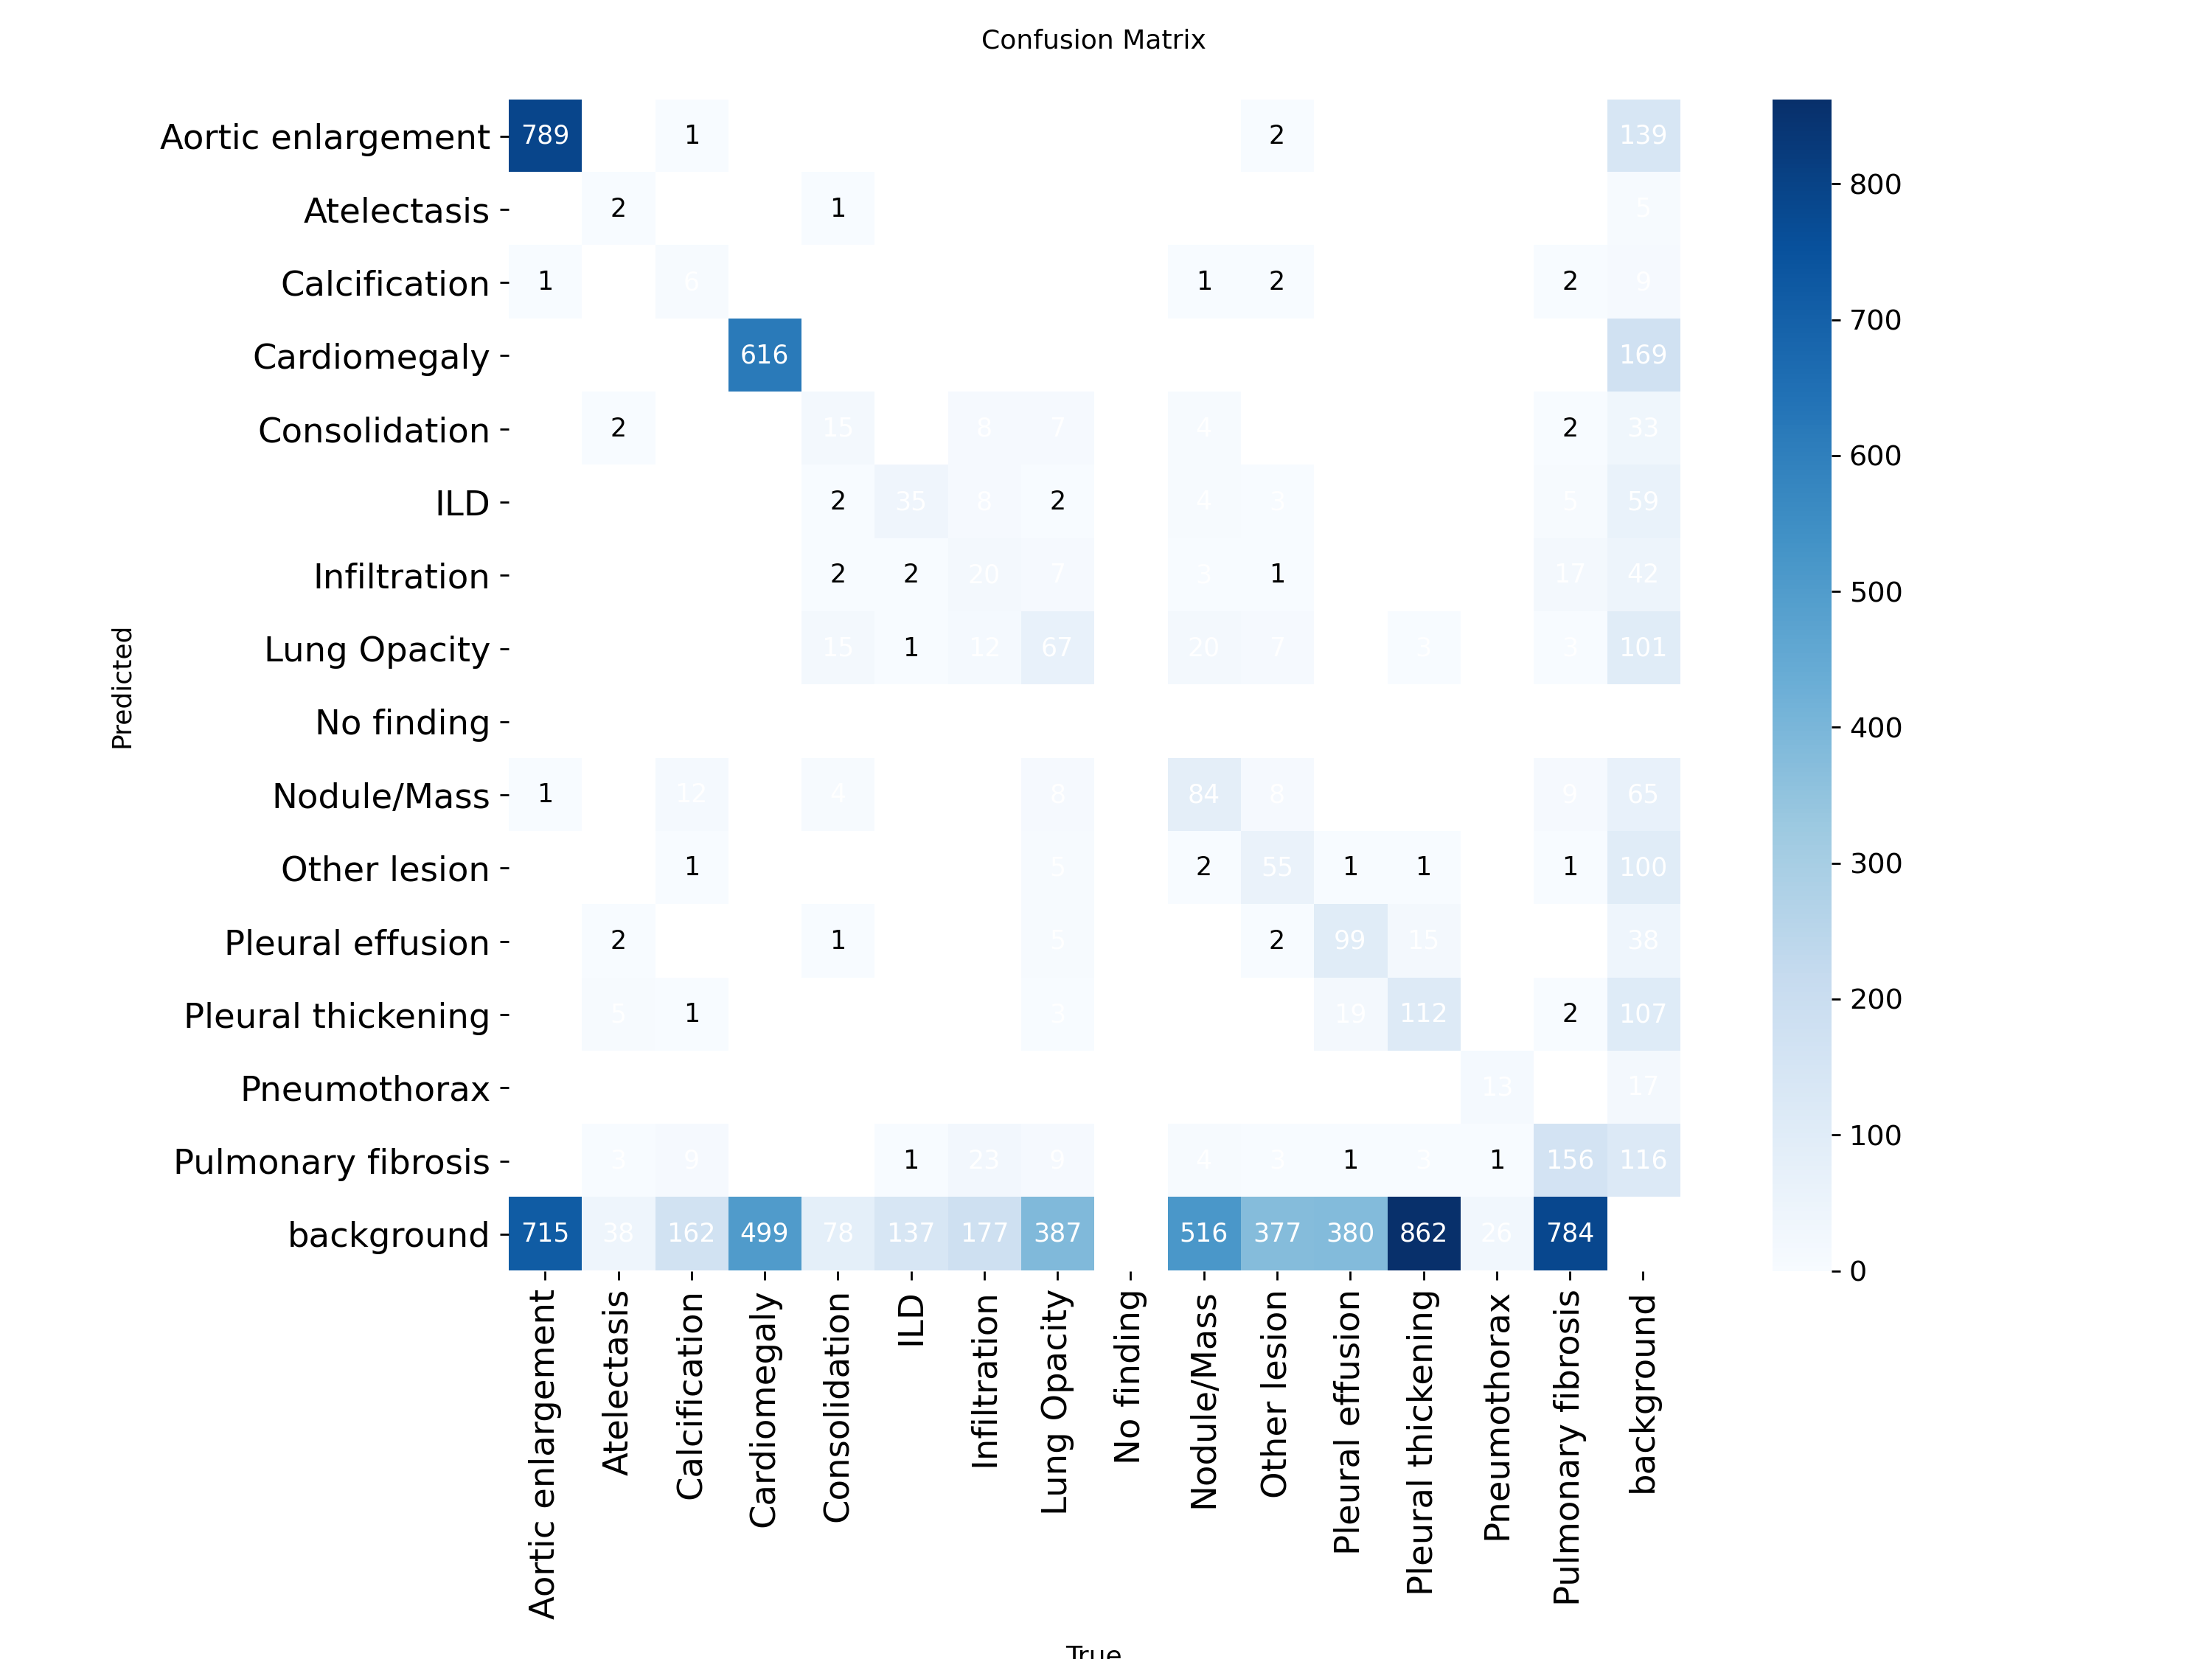 Confusion Matrix
Aortic enlargement 789 1 2 139
Atelectasis 2 1 5
Calcification 1 6 1 2 2 9
Cardiomegaly 616 169
Consolidation 2 15 8 7 4 2 33
ILD 2 35 8 2 4 3 5 59
Infiltration 2 2 20 7 3 1 17 42
Lung Opacity 15 1 12 67 20 7 3 3 101
No finding
Nodule/Mass 1 12 4 8 84 8 9 65
Other lesion 1 5 2 55 1 1 1 100
Pleural effusion 2 1 5 2 99 15 38
Pleural thickening 5 1 3 19 112 2 107
Pneumothorax 13 17
Pulmonary fibrosis 3 9 1 23 9 4 3 1 3 1 156 116
background 715 38 162 499 78 137 177 387 516 377 380 862 26 784
Predicted
Aortic enlargement
Atelectasis
Calcification
Cardiomegaly
Consolidation
ILD
Infiltration
Lung Opacity
No finding
Nodule/Mass
Other lesion
Pleural effusion
Pleural thickening
Pneumothorax
Pulmonary fibrosis
background
True
800
700
600
500
400
300
200
100
0